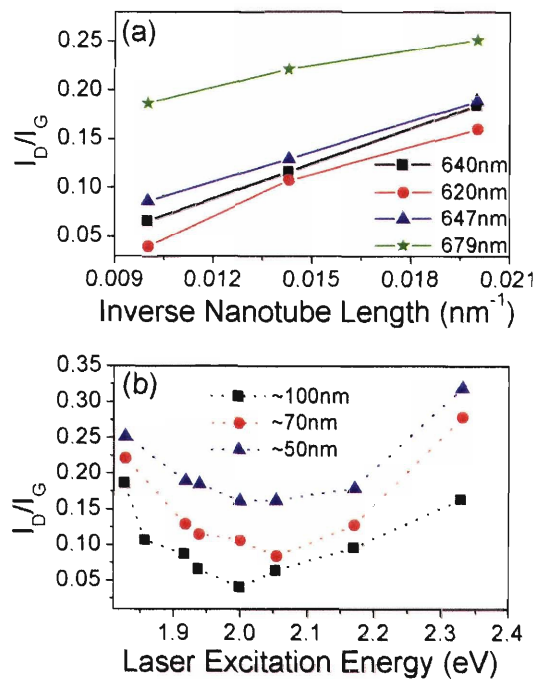 (a)
0.25
0.20
0.15
0.10
0.05
I_D/I_G
640nm
620nm
647nm
679nm
0.009 0.012 0.015 0.018 0.021
Inverse Nanotube Length (nm⁻¹)
(b)
0.35
0.30
0.25
0.20
0.15
0.10
0.05
I_D/I_G
~100nm
~70nm
~50nm
1.9 2.0 2.1 2.2 2.3 2.4
Laser Excitation Energy (eV)